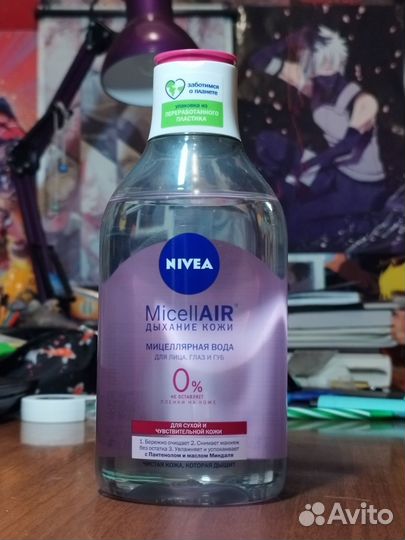 заботимся
о планете
упаковка из
ПЕРЕРАБОТАННОГО
ПЛАСТИКА
NIVEA
MicellAIR®
ДЫХАНИЕ КОЖИ
МИЦЕЛЛЯРНАЯ ВОДА
ДЛЯ ЛИЦА, ГЛАЗ И ГУБ
0%
НЕ ОСТАВЛЯЕТ
ПЛЕНКИ НА КОЖЕ
ДЛЯ СУХОЙ И
ЧУВСТВИТЕЛЬНОЙ КОЖИ
1. Бережно очищает 2. Снимает макияж
без остатка 3. Увлажняет и успокаивает
с Пантенолом и маслом Миндаля
ЧИСТАЯ КОЖА, КОТОРАЯ ДЫШИТ
Avito